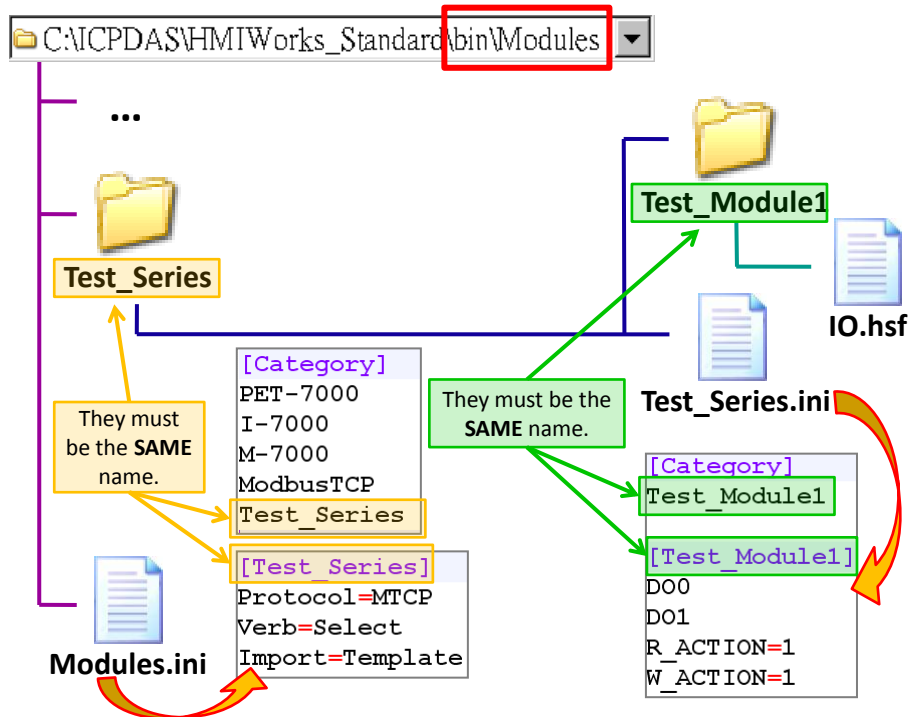 C:\ICPDAS\HMIWorks_Standard\bin\Modules
...
Test_Series
Test_Module1
IO.hsf
Test_Series.ini
They must
be the SAME
name.
[Category]
PET-7000
I-7000
M-7000
ModbusTCP
Test_Series
[Test_Series]
Protocol=MTCP
Verb=Select
Import=Template
Modules.ini
They must be the
SAME name.
[Category]
Test_Module1
[Test_Module1]
DO0
DO1
R_ACTION=1
W_ACTION=1